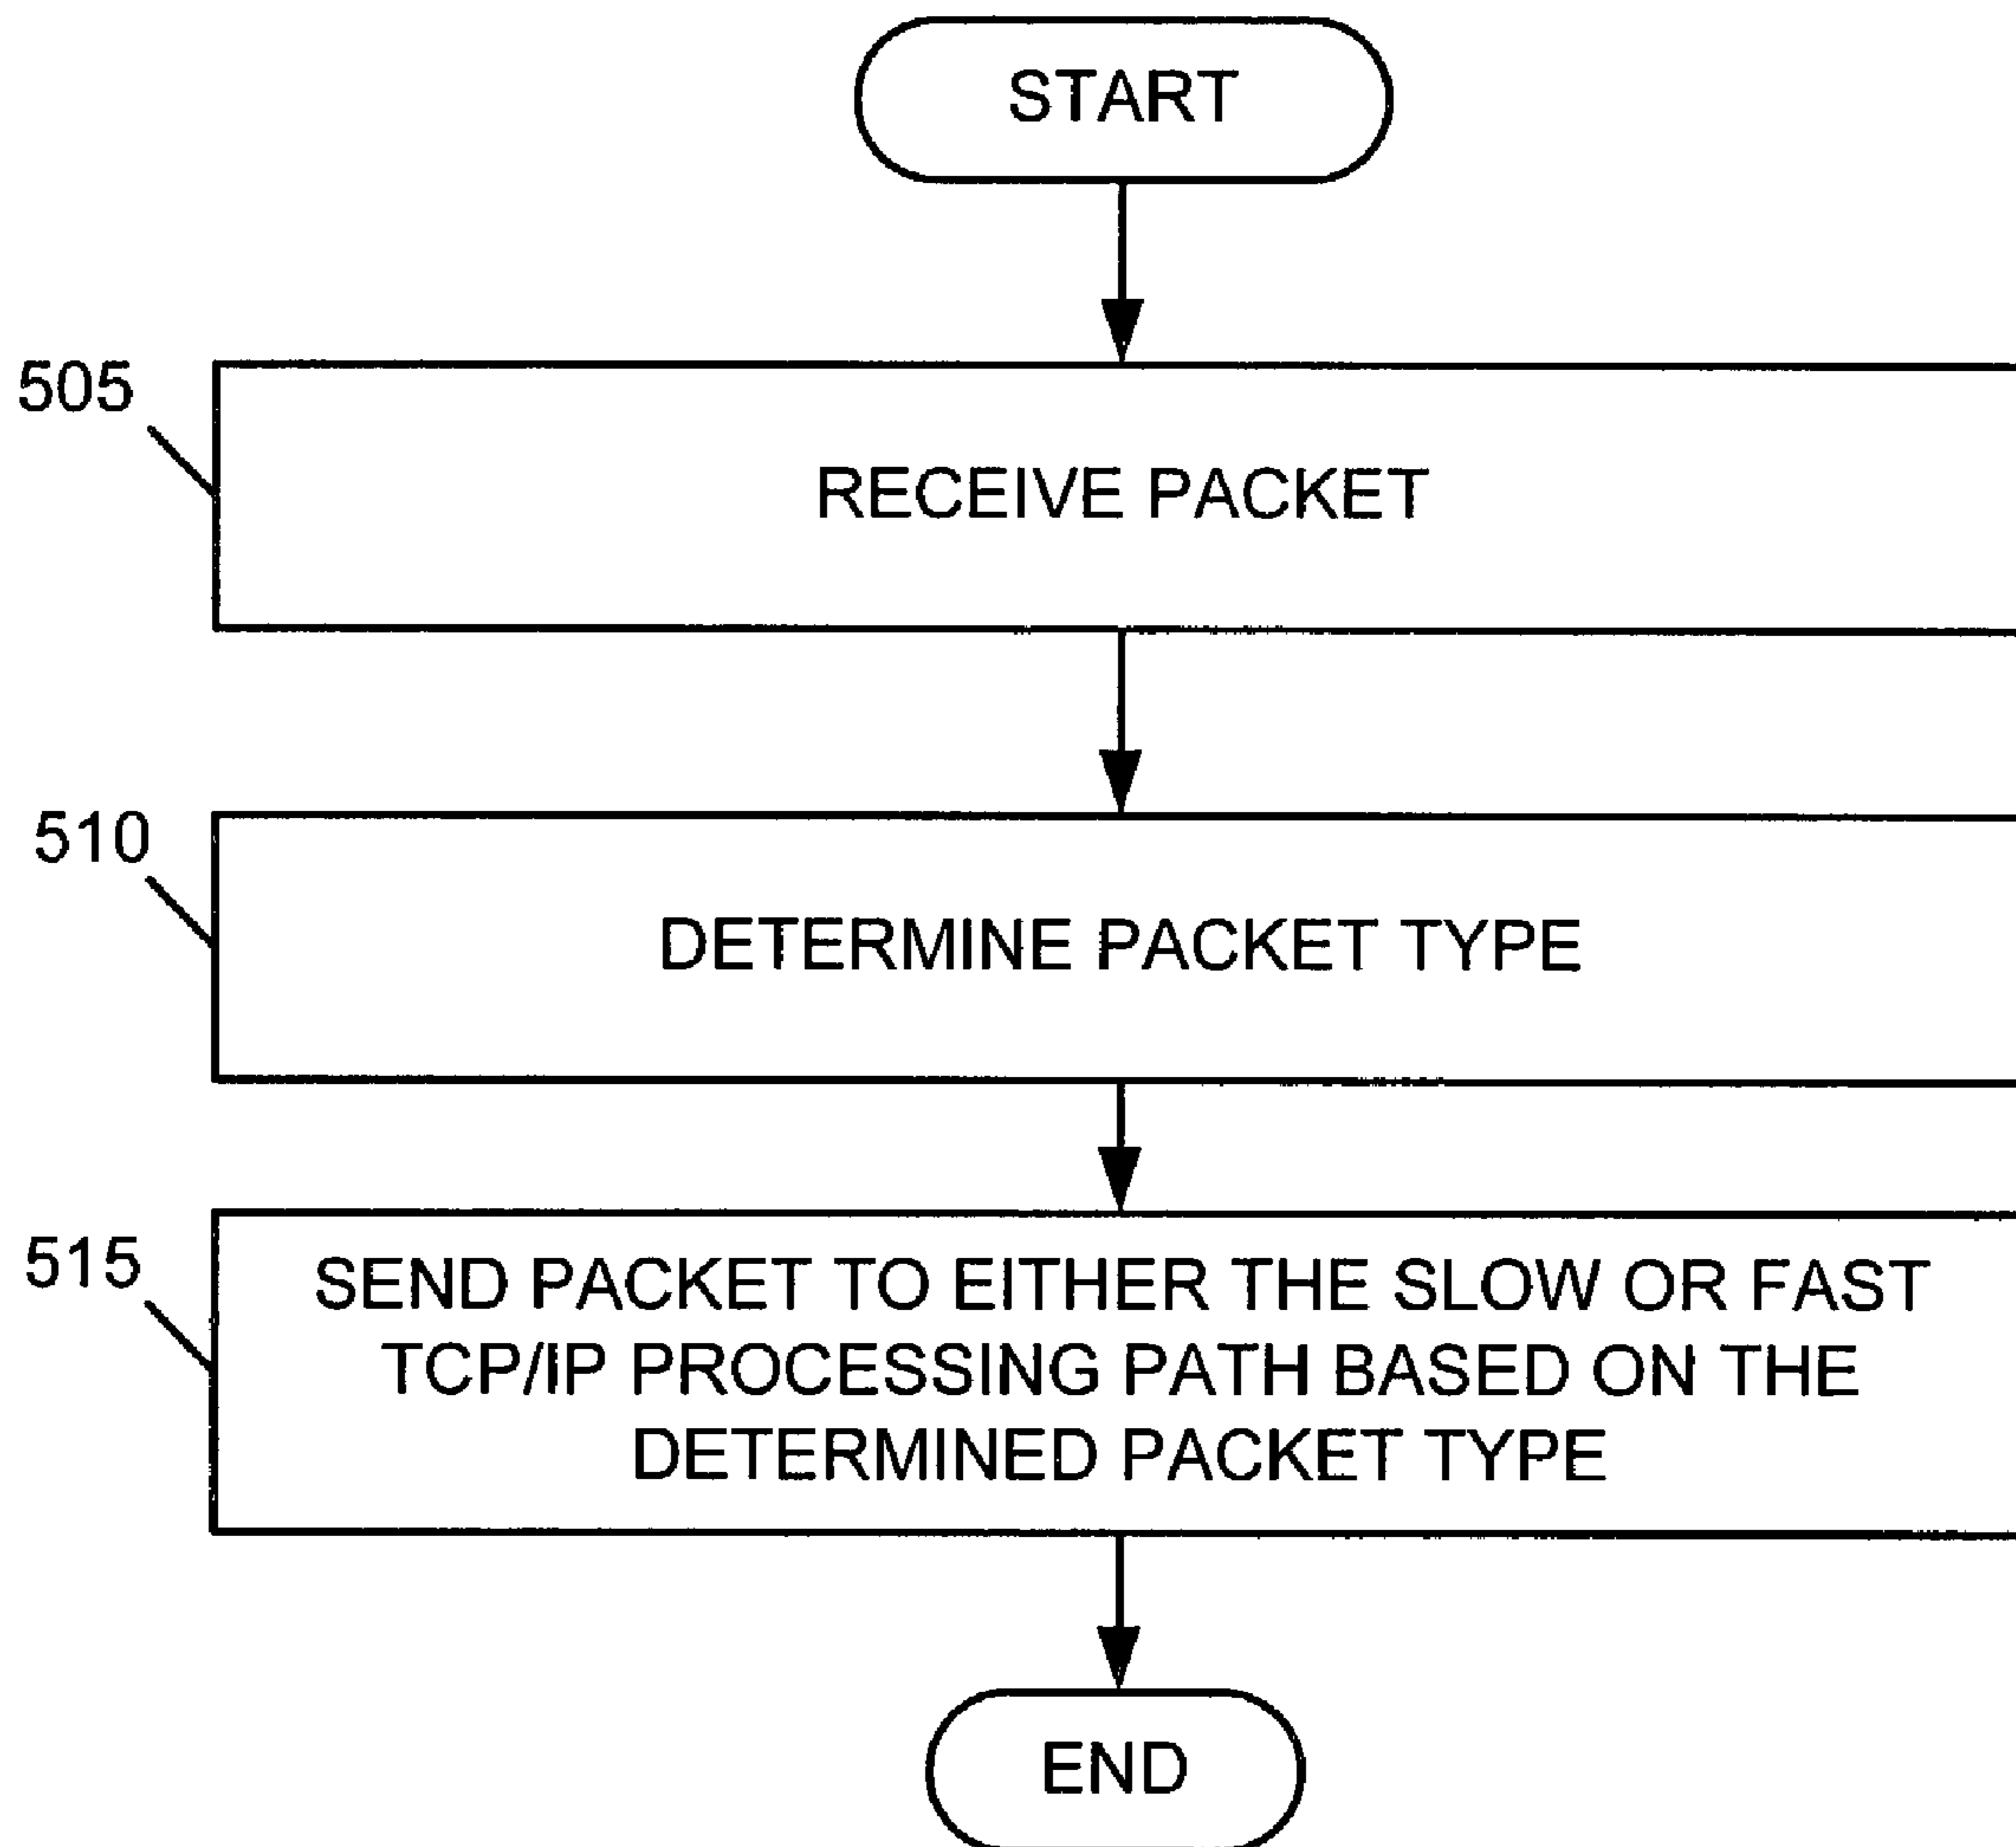 START
505
RECEIVE PACKET
510
DETERMINE PACKET TYPE
515
SEND PACKET TO EITHER THE SLOW OR FAST
TCP/IP PROCESSING PATH BASED ON THE
DETERMINED PACKET TYPE
END